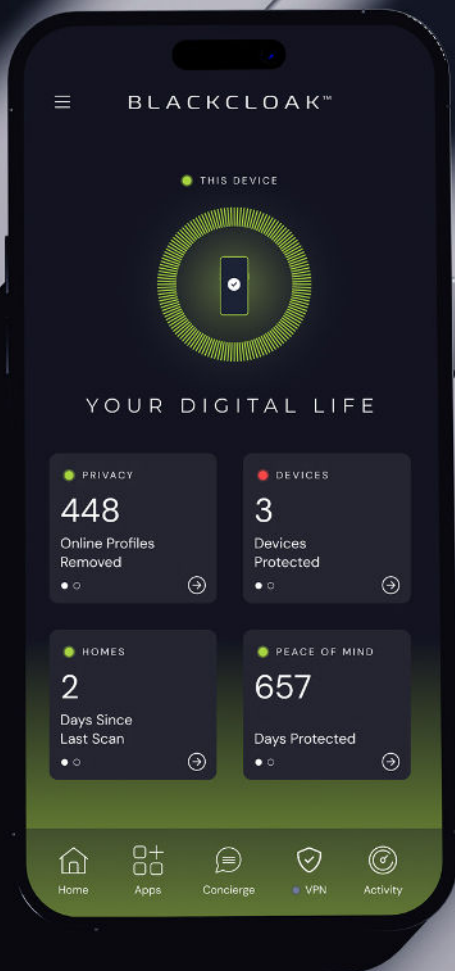 BLACKCLOAK™
THIS DEVICE
YOUR DIGITAL LIFE
PRIVACY
448
Online Profiles
Removed
DEVICES
3
Devices
Protected
HOMES
2
Days Since
Last Scan
PEACE OF MIND
657
Days Protected
Home
Apps
Concierge
VPN
Activity